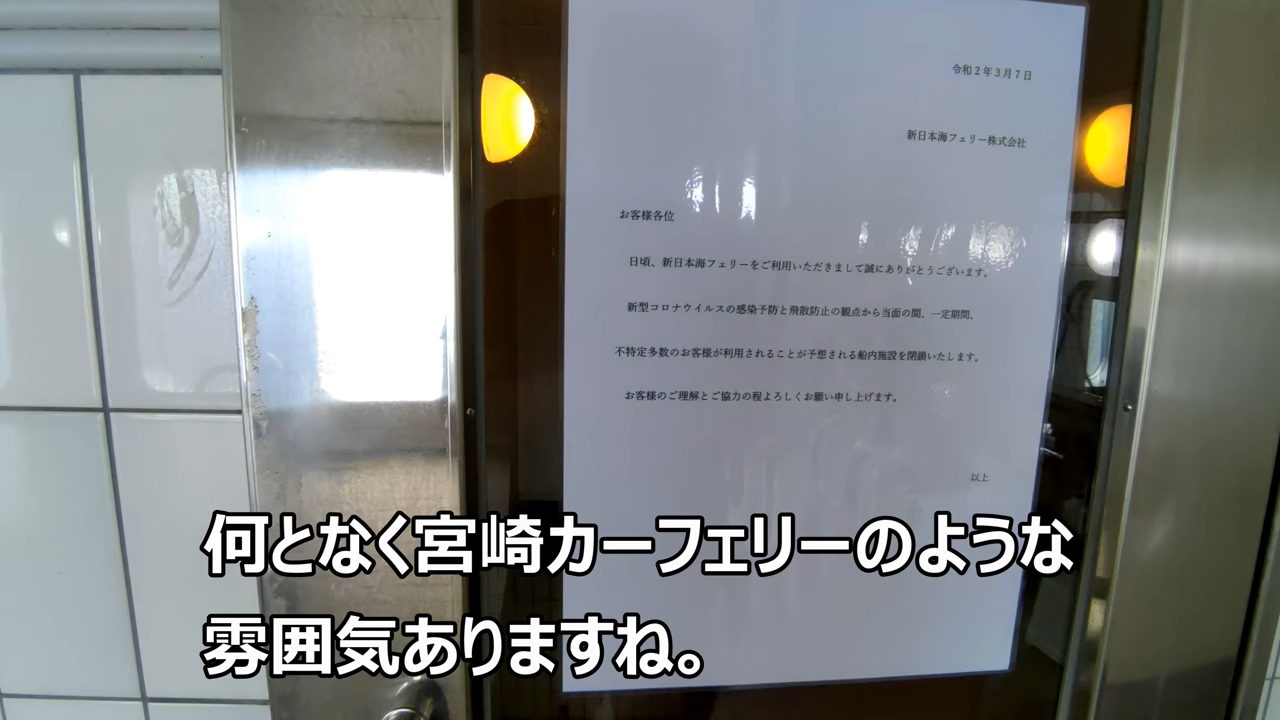 令和２年３月７日
新日本海フェリー株式会社
お客様各位
日頃、新日本海フェリーをご利用いただきまして誠にありがとうございます。
新型コロナウイルスの感染予防と飛散防止の観点から当面の間、一定期間、
不特定多数のお客様が利用されることが予想される船内施設を閉鎖いたします。
お客様のご理解とご協力の程よろしくお願い申し上げます。
以上
何となく宮崎カーフェリーのような
雰囲気ありますね。